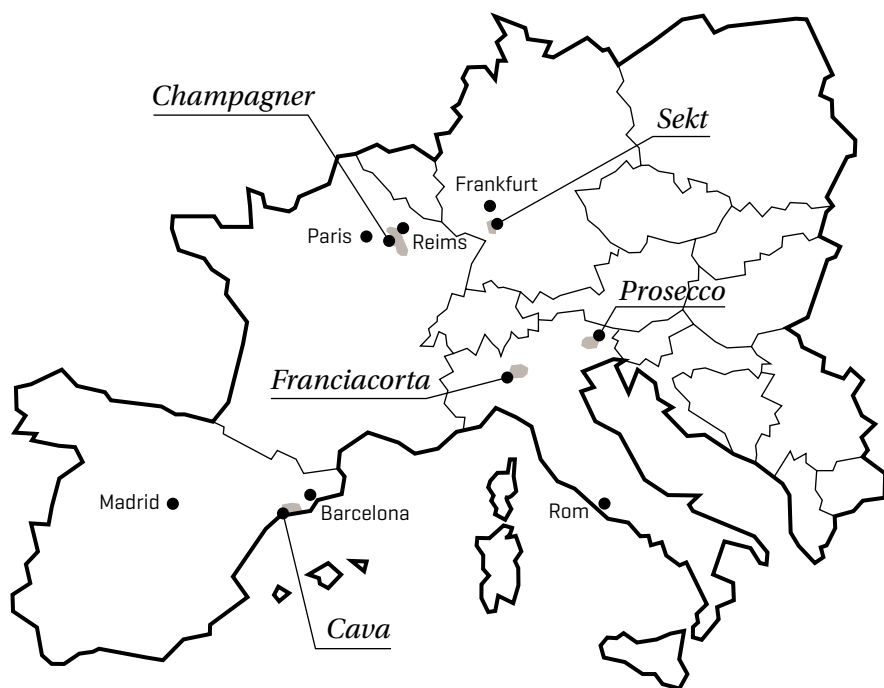 Champagner
Sekt
Frankfurt
Paris
Reims
Prosecco
Franciacorta
Madrid
Barcelona
Rom
Cava